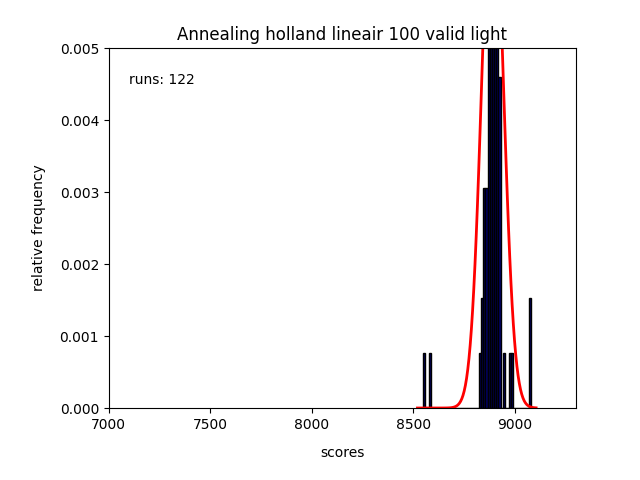 Annealing holland lineair 100 valid light
runs: 122
0.005
0.004
0.003
0.002
0.001
0.000
relative frequency
7000 7500 8000 8500 9000
scores